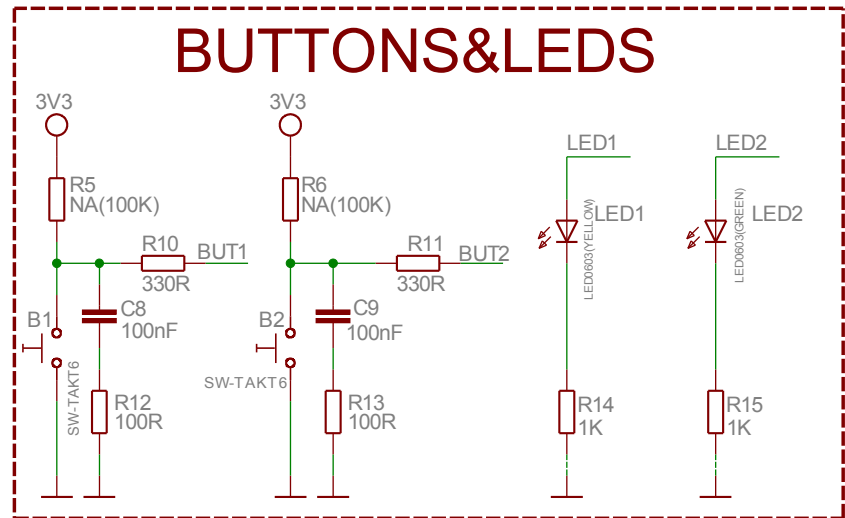 BUTTONS&LEDS
3V3
3V3
LED1
LED2
R5
NA(100K)
R6
NA(100K)
LED1
LED0603(YELLOW)
LED2
LED0603(GREEN)
R10
BUT1
330R
R11
BUT2
330R
B1
C8
100nF
B2
C9
100nF
SW-TAKT6
SW-TAKT6
R12
100R
R13
100R
R14
1K
R15
1K